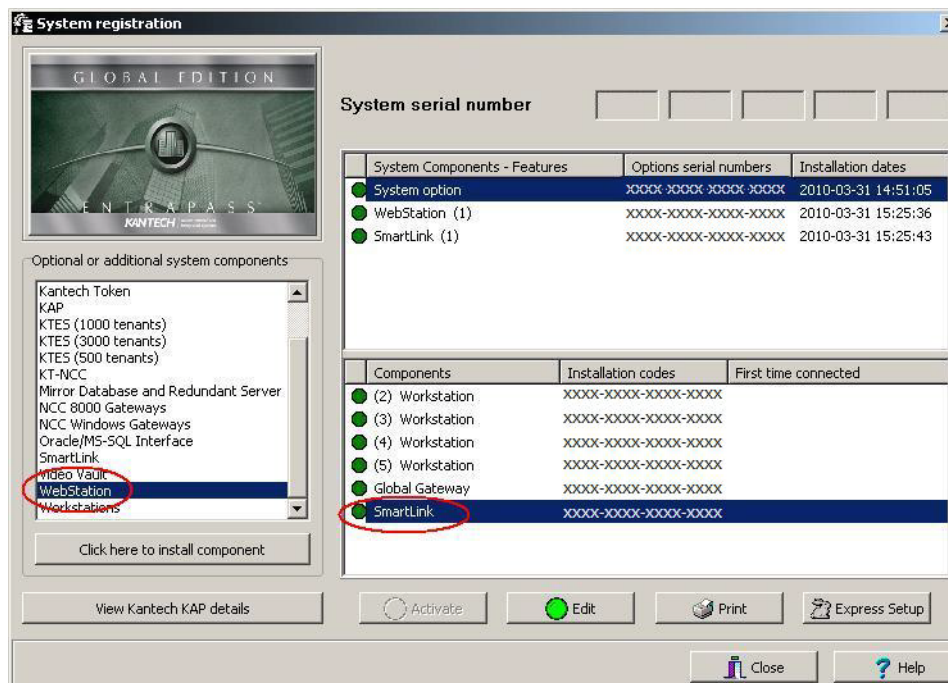 System registration
GLOBAL EDITION
ENTRAPASS
KANTECH
System serial number
System Components - Features Options serial numbers Installation dates
System option XXXX-XXXX-XXXX-XXXX 2010-03-31 14:51:05
WebStation (1) XXXX-XXXX-XXXX-XXXX 2010-03-31 15:25:36
SmartLink (1) XXXX-XXXX-XXXX-XXXX 2010-03-31 15:25:43
Optional or additional system components
Kantech Token
KAP
KTES (1000 tenants)
KTES (3000 tenants)
KTES (500 tenants)
KT-NCC
Mirror Database and Redundant Server
NCC 8000 Gateways
NCC Windows Gateways
Oracle/MS-SQL Interface
SmartLink
Video Vault
WebStation
Workstations
Click here to install component
View Kantech KAP details
Components Installation codes First time connected
(2) Workstation XXXX-XXXX-XXXX-XXXX
(3) Workstation XXXX-XXXX-XXXX-XXXX
(4) Workstation XXXX-XXXX-XXXX-XXXX
(5) Workstation XXXX-XXXX-XXXX-XXXX
Global Gateway XXXX-XXXX-XXXX-XXXX
SmartLink XXXX-XXXX-XXXX-XXXX
Activate Edit Print Express Setup
Close Help